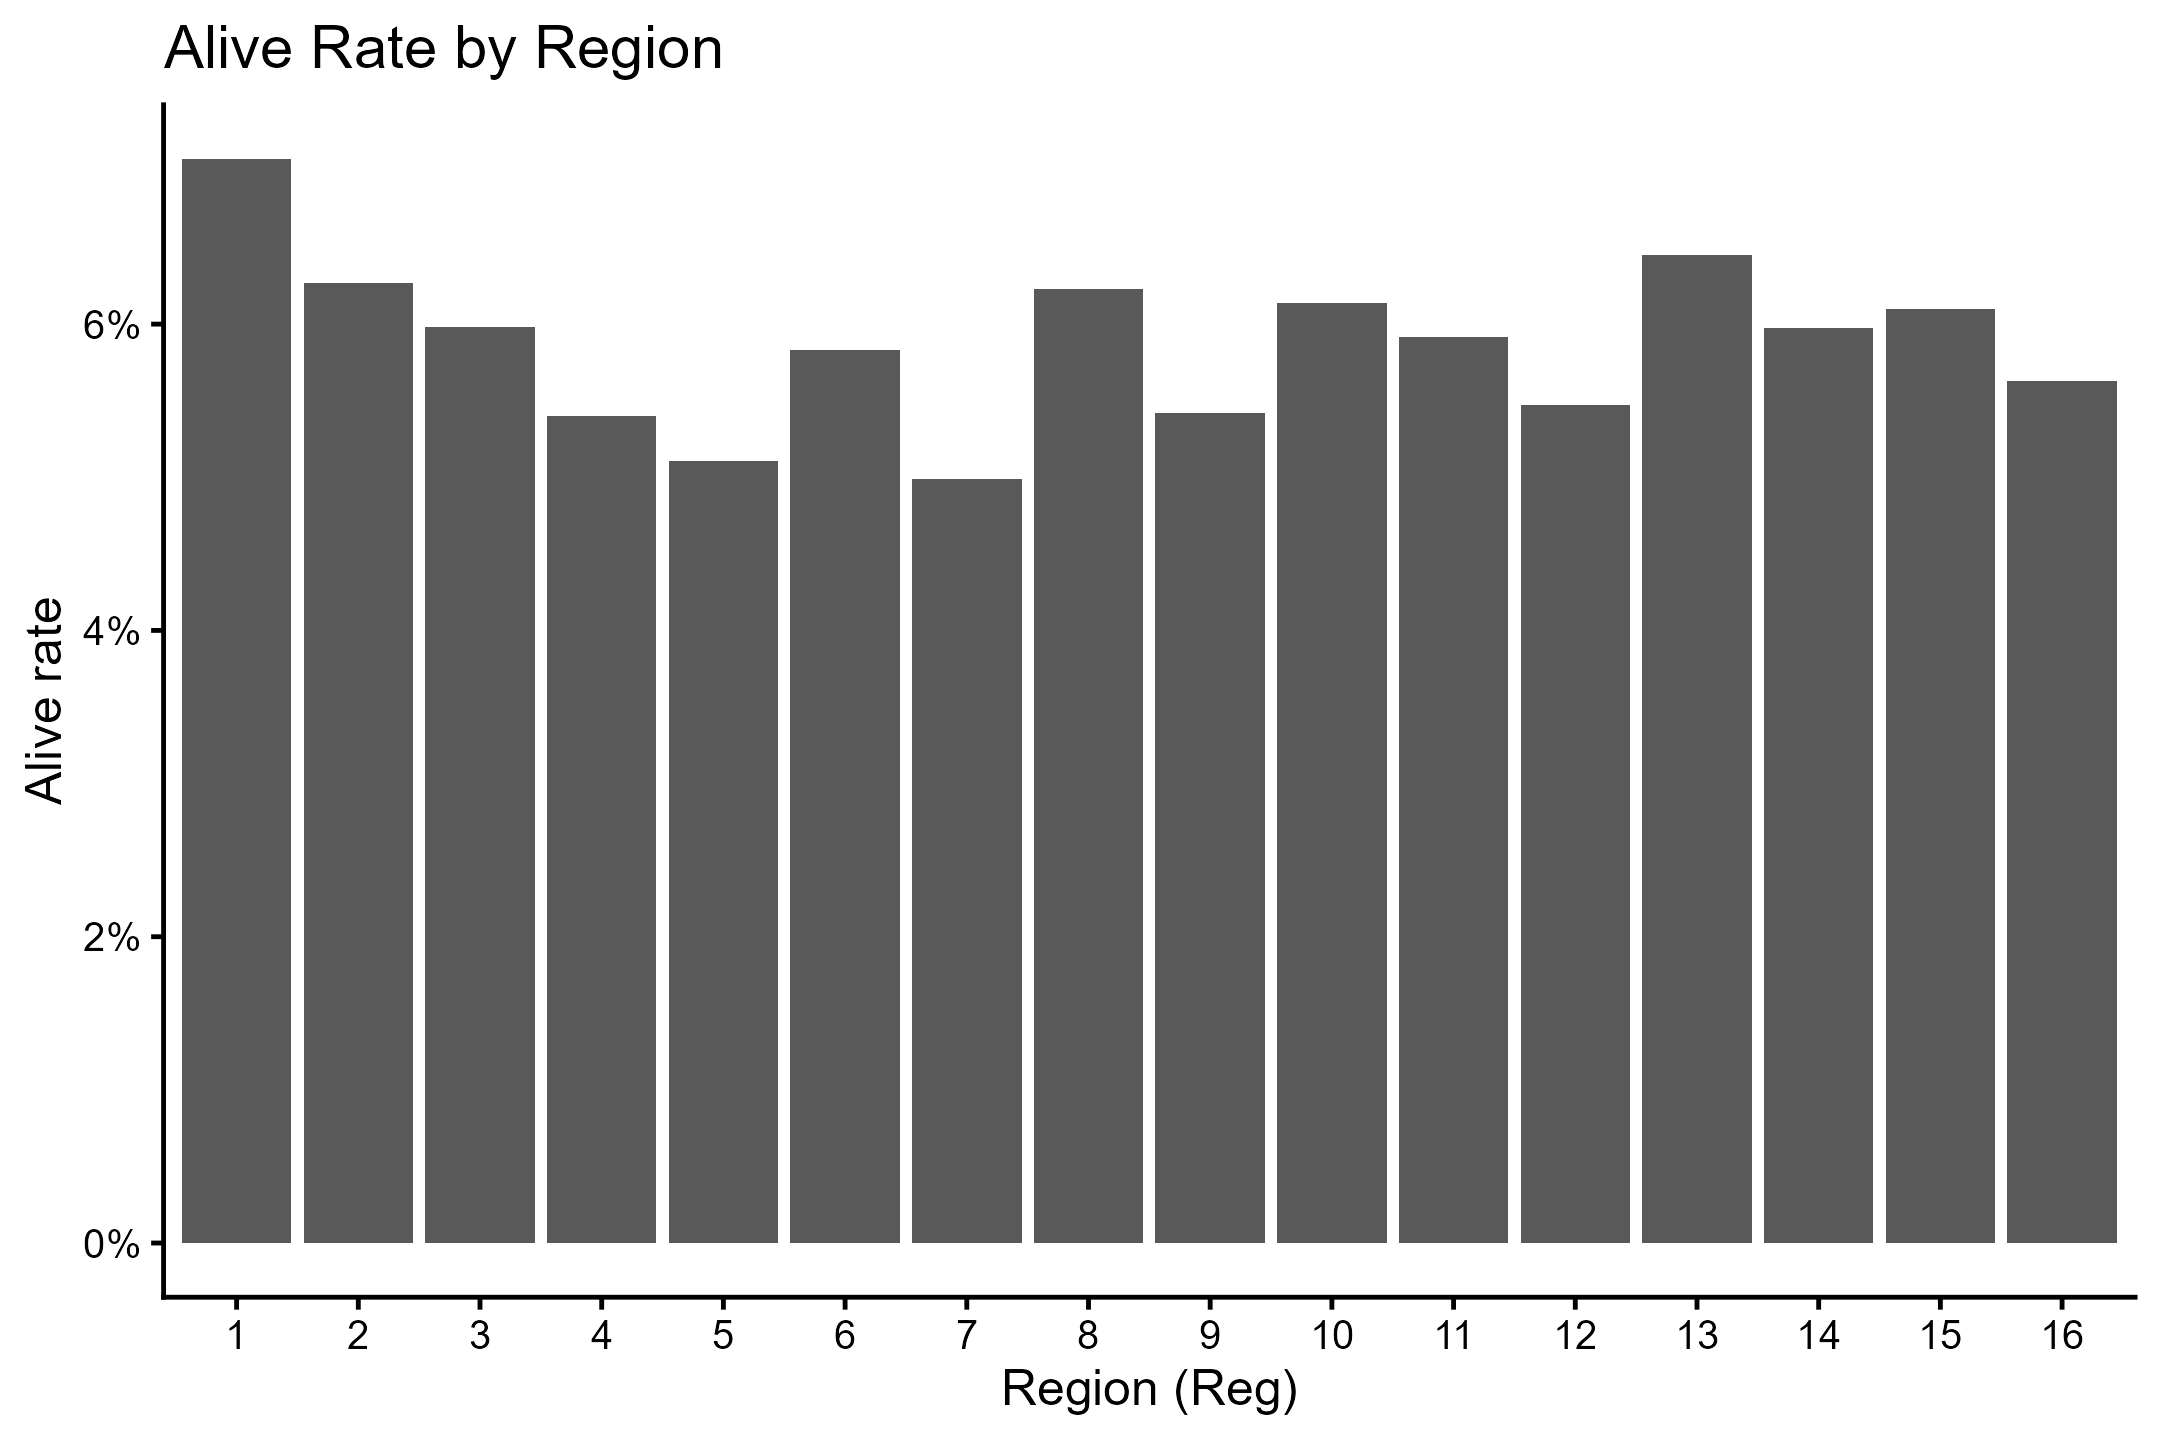 Alive Rate by Region
Alive rate
6%
4%
2%
0%
1 2 3 4 5 6 7 8 9 10 11 12 13 14 15 16
Region (Reg)